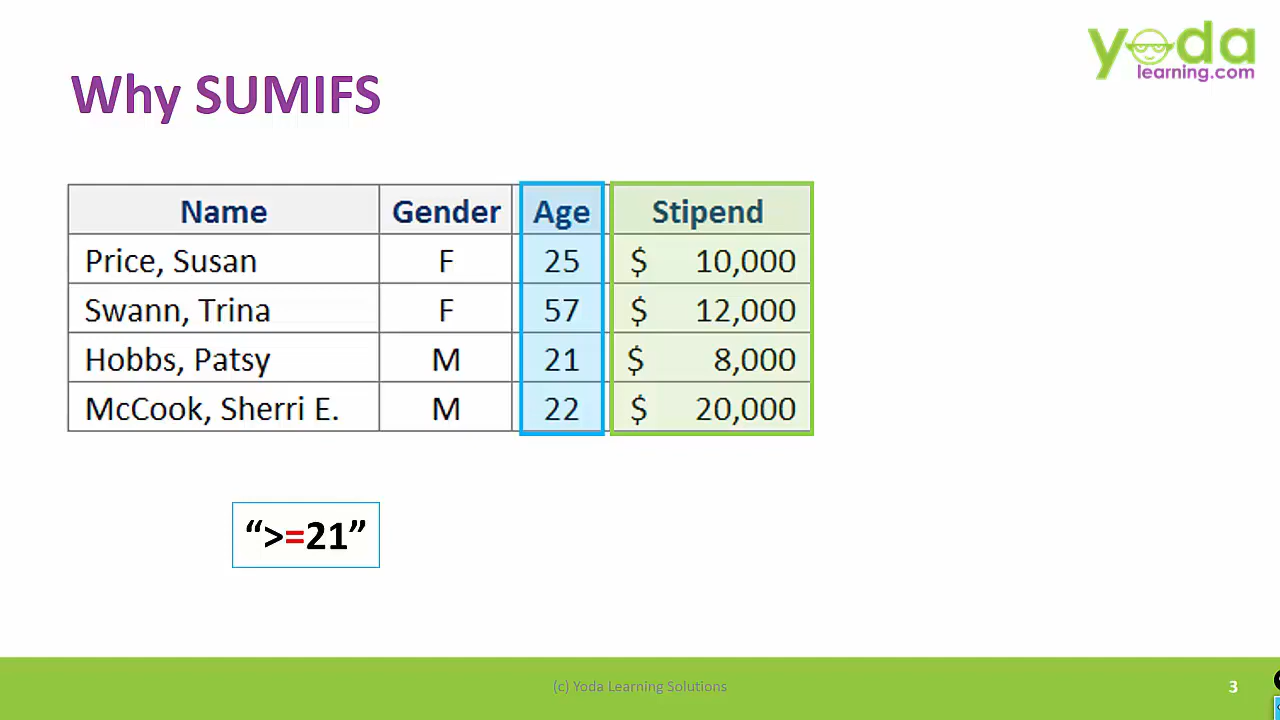 yoda
learning.com
Why SUMIFS
Name Gender Age Stipend
Price, Susan F 25 $ 10,000
Swann, Trina F 57 $ 12,000
Hobbs, Patsy M 21 $ 8,000
McCook, Sherri E. M 22 $ 20,000
“>=21”
(c) Yoda Learning Solutions
3